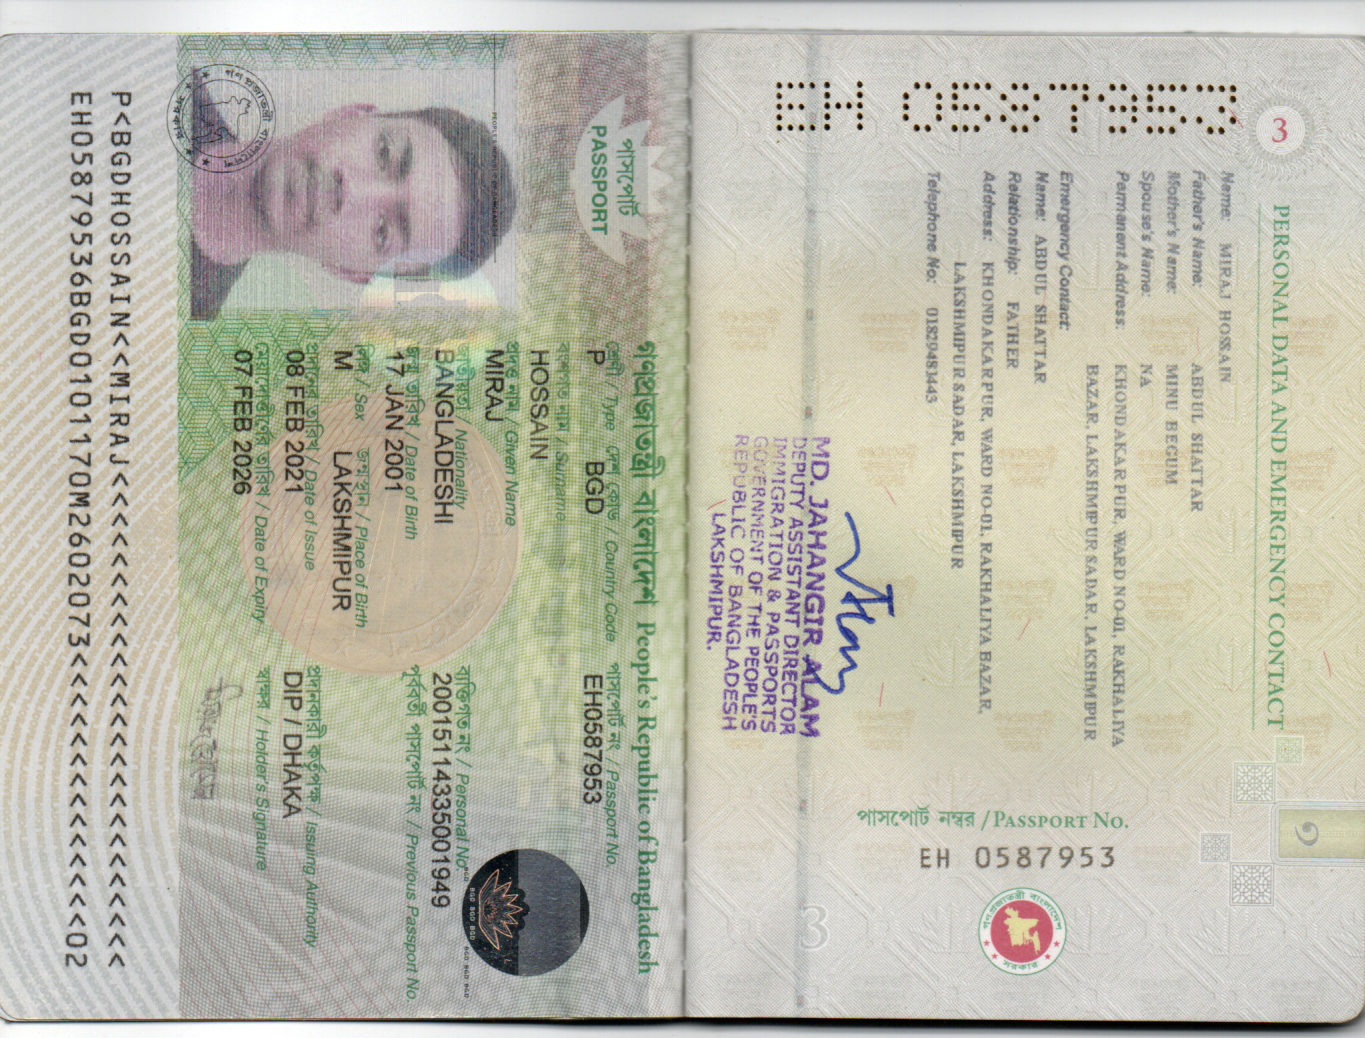 EH 0587953
3
PERSONAL DATA AND EMERGENCY CONTACT
Name: MIRAJ HOSSAIN
Father's Name: ABDUL SHATTAR
Mother's Name: MINU BEGUM
Spouse's Name: NA
Permanent Address: KHONDAKARPUR, WARD NO-01, RAKHALIYA
BAZAR, LAKSHMIPUR SADAR, LAKSHMIPUR
Emergency Contact:
Name: ABDUL SHATTAR
Relationship: FATHER
Address: KHONDAKARPUR, WARD NO-01, RAKHALIYA BAZAR,
LAKSHMIPUR SADAR, LAKSHMIPUR
Telephone No: 01829483443
MD. JAHANGIR ALAM
DEPUTY ASSISTANT DIRECTOR
IMMIGRATION & PASSPORTS
GOVERNMENT OF THE PEOPLE'S
REPUBLIC OF BANGLADESH
LAKSHMIPUR.
পাসপোর্ট নম্বর / PASSPORT NO.
EH 0587953
গণপ্রজাতন্ত্রী বাংলাদেশ
সরকার
৩
3
গণপ্রজাতন্ত্রী বাংলাদেশ People's Republic of Bangladesh
পাসপোর্ট
PASSPORT
শ্রেণী / Type দেশ কোড / Country Code পাসপোর্ট নং / Passport No.
P BGD EH0587953
বংশগত নাম / Surname
HOSSAIN
প্রদত্ত নাম / Given Name
MIRAJ
জাতীয়তা / Nationality ব্যক্তিগত নং / Personal No.
BANGLADESHI 20015114335001949
জন্ম তারিখ / Date of Birth পূর্ববর্তী পাসপোর্ট নং / Previous Passport No.
17 JAN 2001
লিঙ্গ / Sex জন্মস্থান / Place of Birth
M LAKSHMIPUR
প্রদানের তারিখ / Date of Issue প্রদানকারী কর্তৃপক্ষ / Issuing Authority
08 FEB 2021 DIP / DHAKA
মেয়াদোত্তীর্ণের তারিখ / Date of Expiry স্বাক্ষর / Holder's Signature
07 FEB 2026
BGD BGD BGD BGD
P<BGDHOSSAIN<<MIRAJ<<<<<<<<<<<<<<<<<<<<<<<<<
EH05879536BGD0101170M2602073<<<<<<<<<<<<<<02